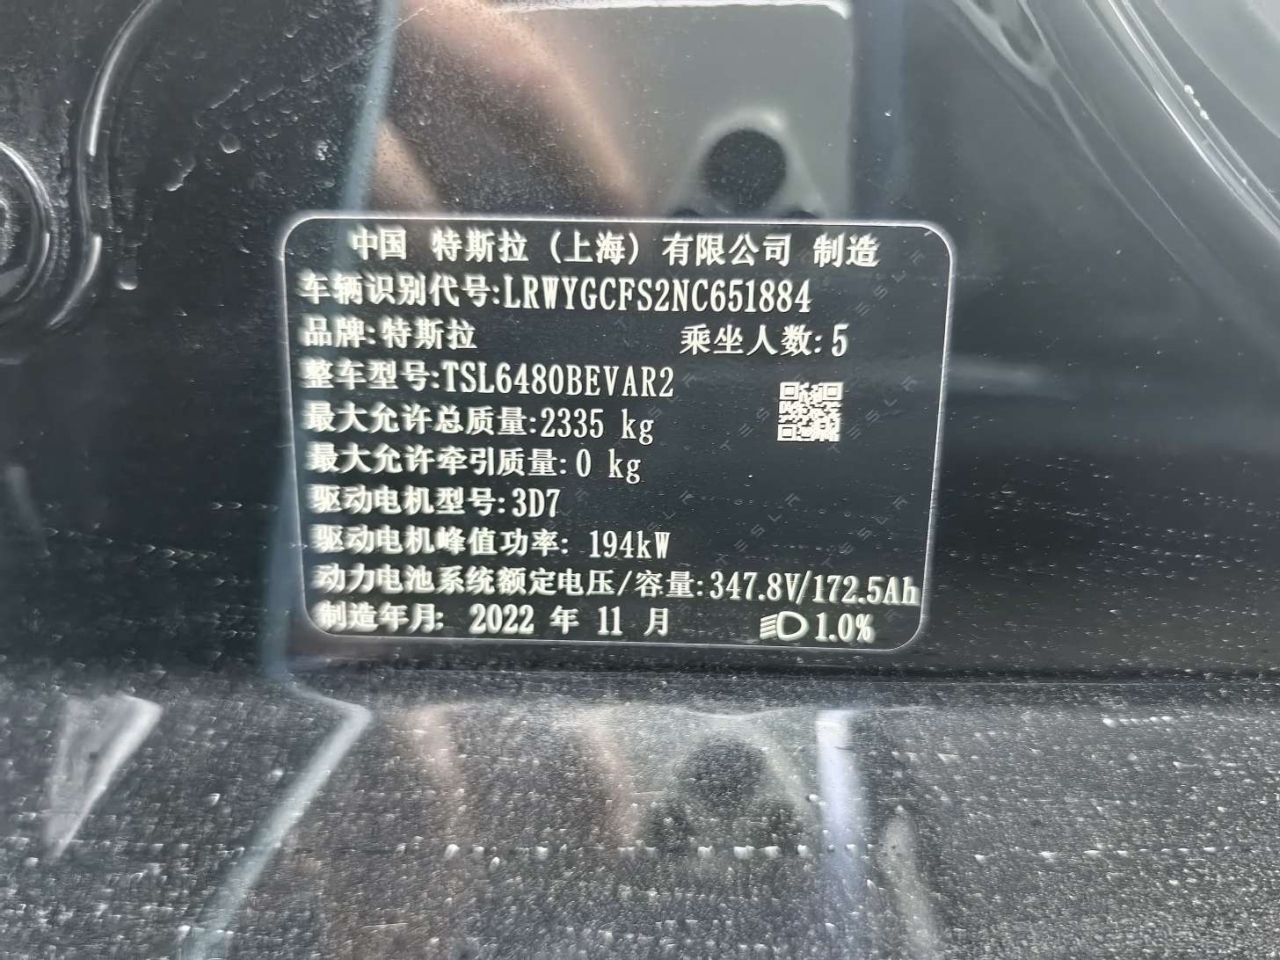 中国 特斯拉 (上海) 有限公司 制造
车辆识别代号:LRWYGCFS2NC651884
品牌:特斯拉 乘坐人数:5
整车型号:TSL6480BEVAR2
最大允许总质量:2335 kg
最大允许牵引质量:0 kg
驱动电机型号:3D7
驱动电机峰值功率: 194kW
动力电池系统额定电压/容量:347.8V/172.5Ah
制造年月: 2022 年 11 月 1.0%
TESLA